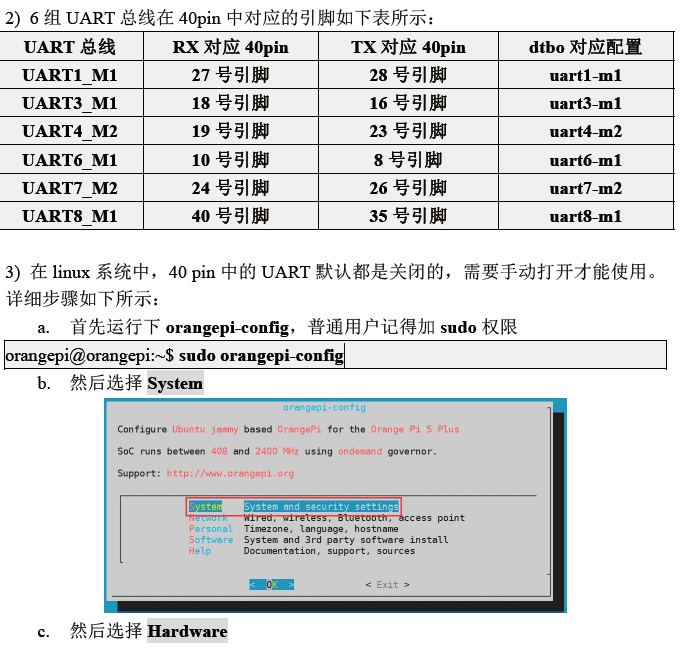 2) 6 组 UART 总线在 40pin 中对应的引脚如下表所示：
UART 总线 RX 对应 40pin TX 对应 40pin dtbo 对应配置
UART1_M1 27 号引脚 28 号引脚 uart1-m1
UART3_M1 18 号引脚 16 号引脚 uart3-m1
UART4_M2 19 号引脚 23 号引脚 uart4-m2
UART6_M1 10 号引脚 8 号引脚 uart6-m1
UART7_M2 24 号引脚 26 号引脚 uart7-m2
UART8_M1 40 号引脚 35 号引脚 uart8-m1
3) 在 linux 系统中，40 pin 中的 UART 默认都是关闭的，需要手动打开才能使用。
详细步骤如下所示：
a. 首先运行下 orangepi-config，普通用户记得加 sudo 权限
orangepi@orangepi:~$ sudo orangepi-config
b. 然后选择 System
orangepi-config
Configure Ubuntu jammy based OrangePi for the Orange Pi 5 Plus
SoC runs between 408 and 2400 MHz using ondemand governor.
Support: http://www.orangepi.org
System System and security settings
Network Wired, wireless, Bluetooth, access point
Personal Timezone, language, hostname
Software System and 3rd party software install
Help Documentation, support, sources
< OK > < Exit >
c. 然后选择 Hardware